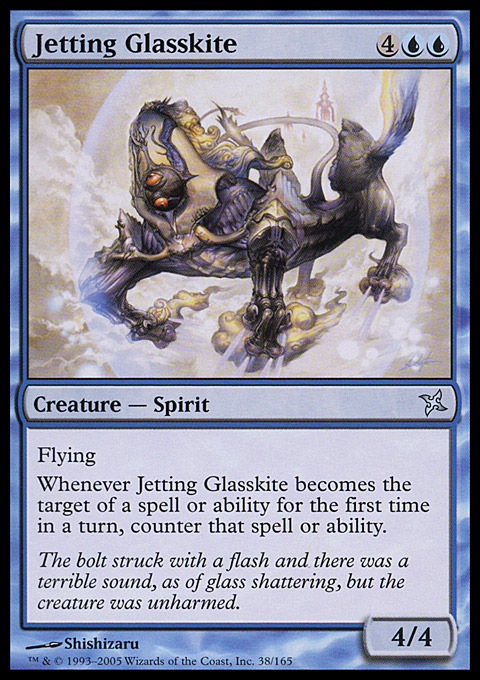 Jetting Glasskite 4
Creature — Spirit
Flying
Whenever Jetting Glasskite becomes the
target of a spell or ability for the first time
in a turn, counter that spell or ability.
The bolt struck with a flash and there was a
terrible sound, as of glass shattering, but the
creature was unharmed.
Shishizaru
4/4
™ & © 1993–2005 Wizards of the Coast, Inc. 38/165